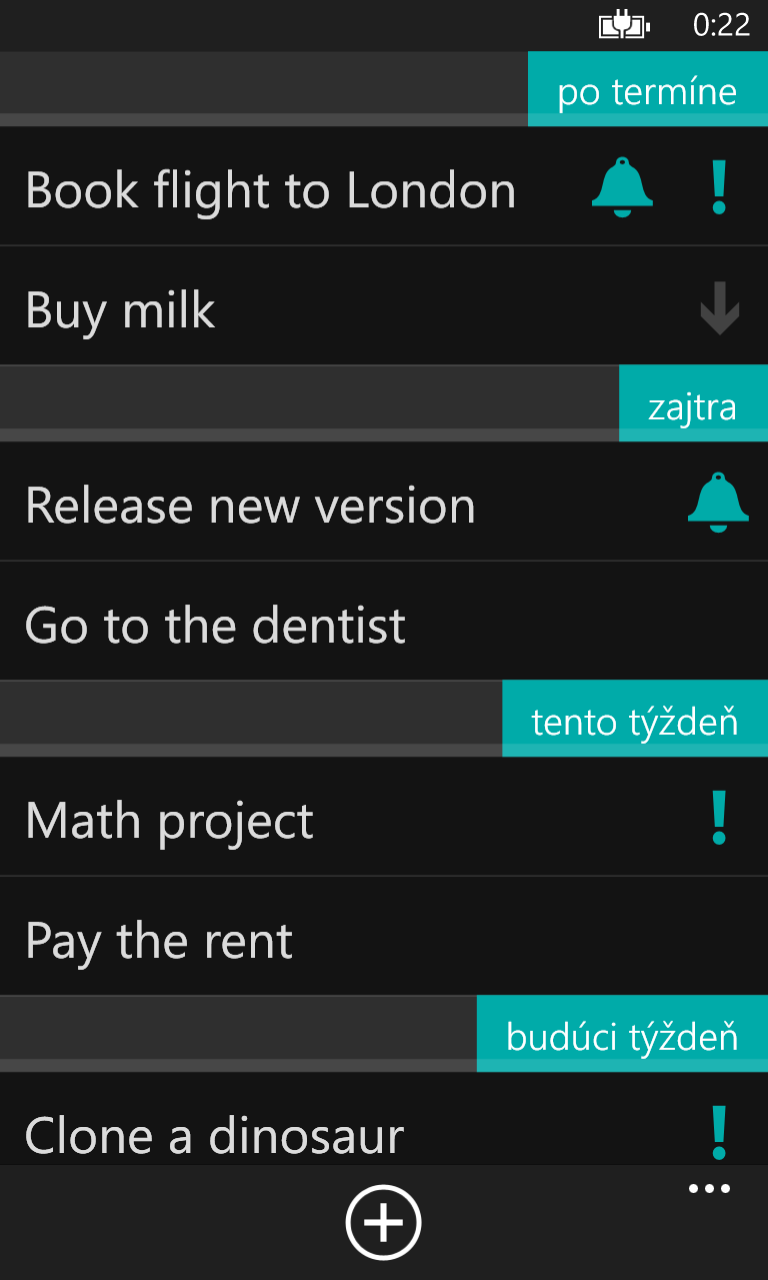 0:22
po termíne
Book flight to London
Buy milk
zajtra
Release new version
Go to the dentist
tento týždeň
Math project
Pay the rent
budúci týždeň
Clone a dinosaur